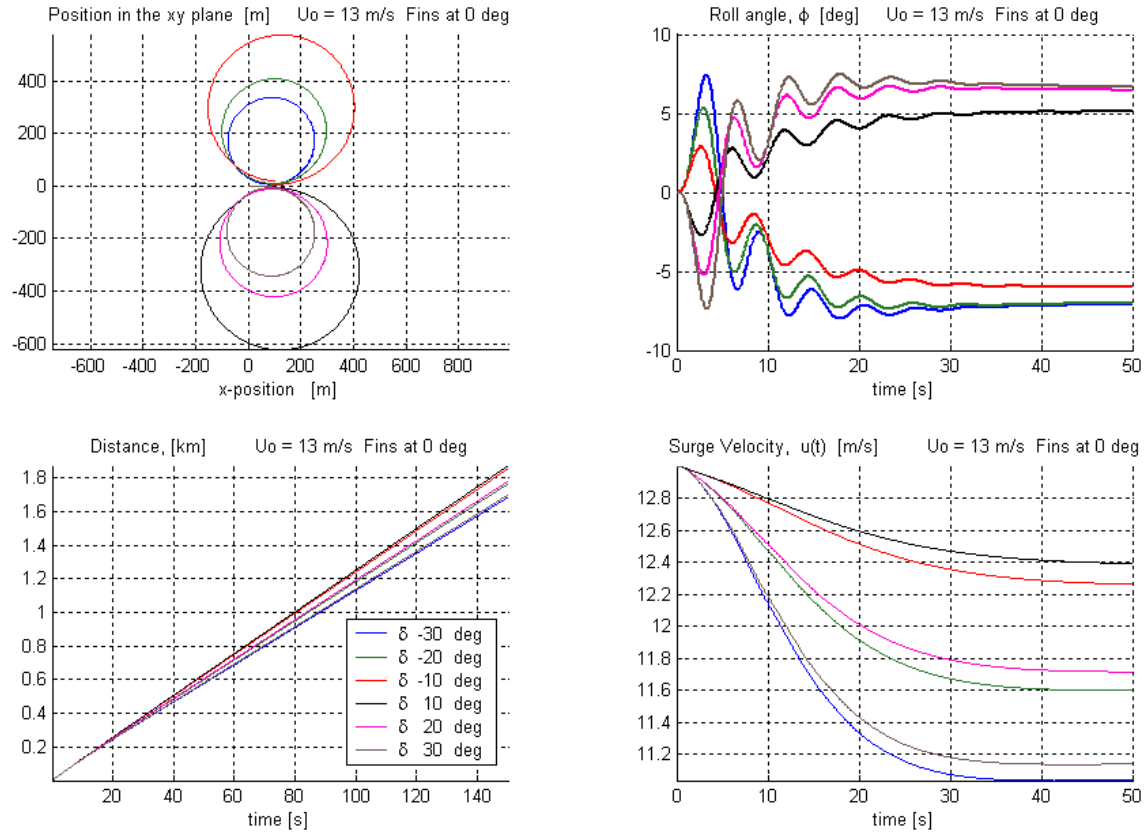 Position in the xy plane [m] Uo = 13 m/s Fins at 0 deg
400
200
0
-200
-400
-600
-600 -400 -200 0 200 400 600 800
x-position [m]
Roll angle, ϕ [deg] Uo = 13 m/s Fins at 0 deg
10
5
0
-5
-10
0 10 20 30 40 50
time [s]
Distance, [km] Uo = 13 m/s Fins at 0 deg
1.8
1.6
1.4
1.2
1
0.8
0.6
0.4
0.2
20 40 60 80 100 120 140
time [s]
δ -30 deg
δ -20 deg
δ -10 deg
δ 10 deg
δ 20 deg
δ 30 deg
Surge Velocity, u(t) [m/s] Uo = 13 m/s Fins at 0 deg
12.8
12.6
12.4
12.2
12
11.8
11.6
11.4
11.2
0 10 20 30 40 50
time [s]